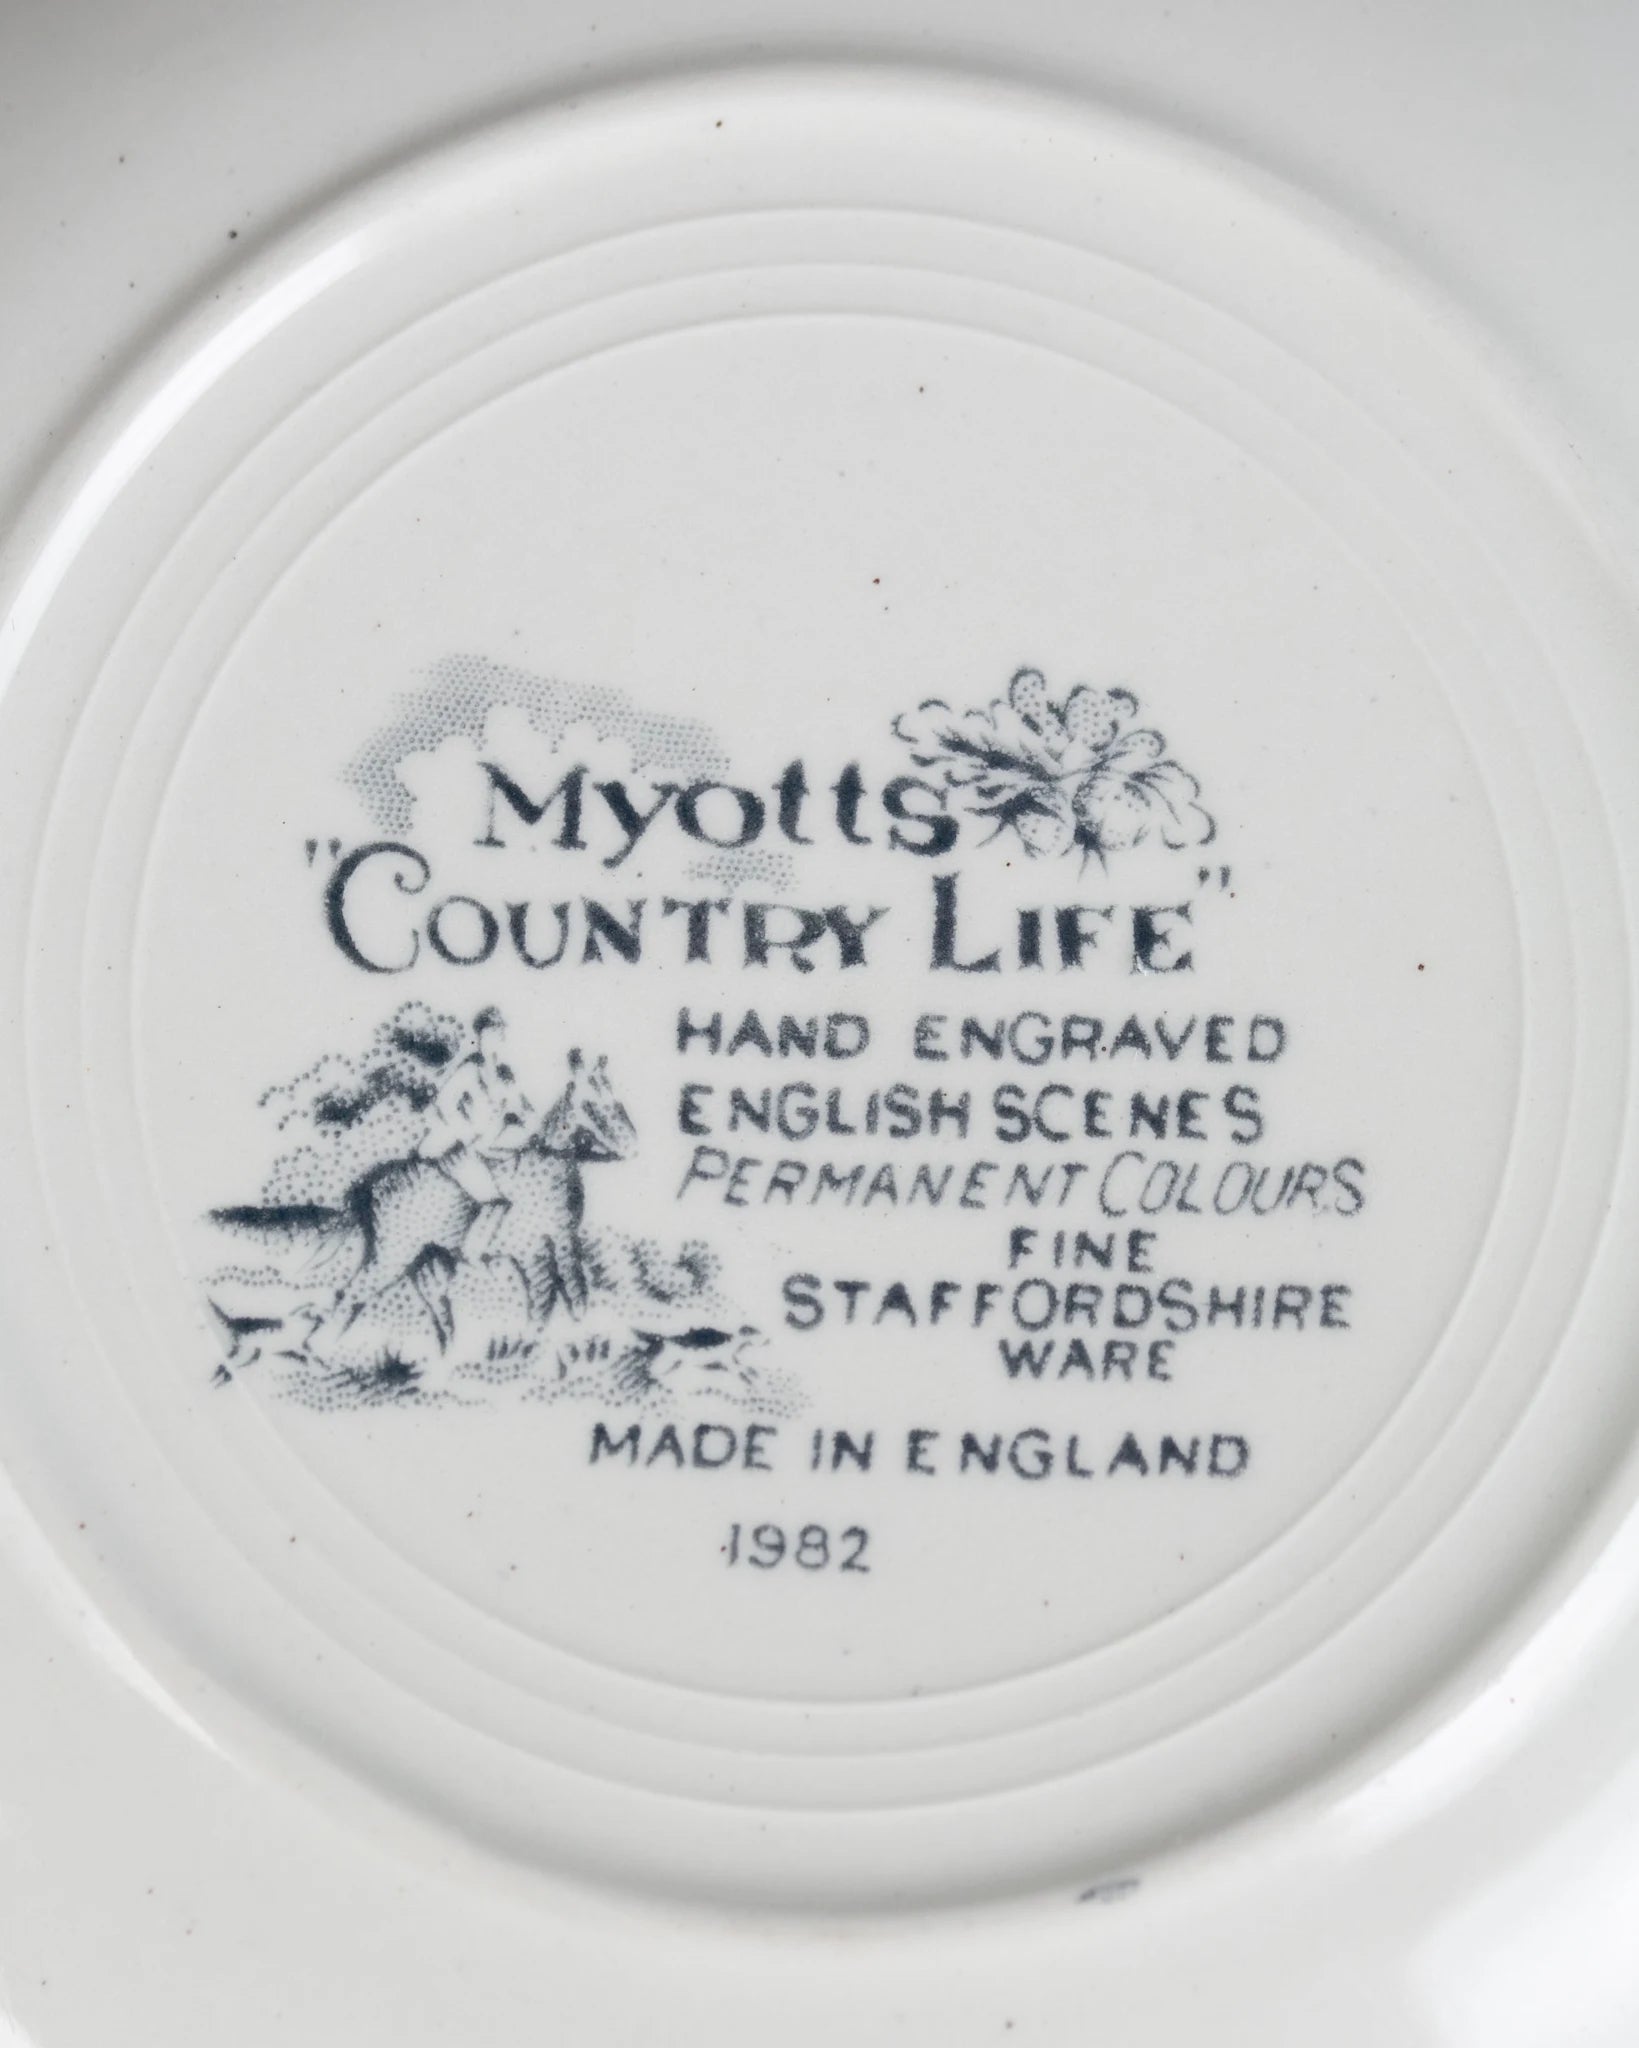 Myotts
"COUNTRY LIFE"
HAND ENGRAVED
ENGLISH SCENES
PERMANENT COLOURS
FINE
STAFFORDSHIRE
WARE
MADE IN ENGLAND
1982